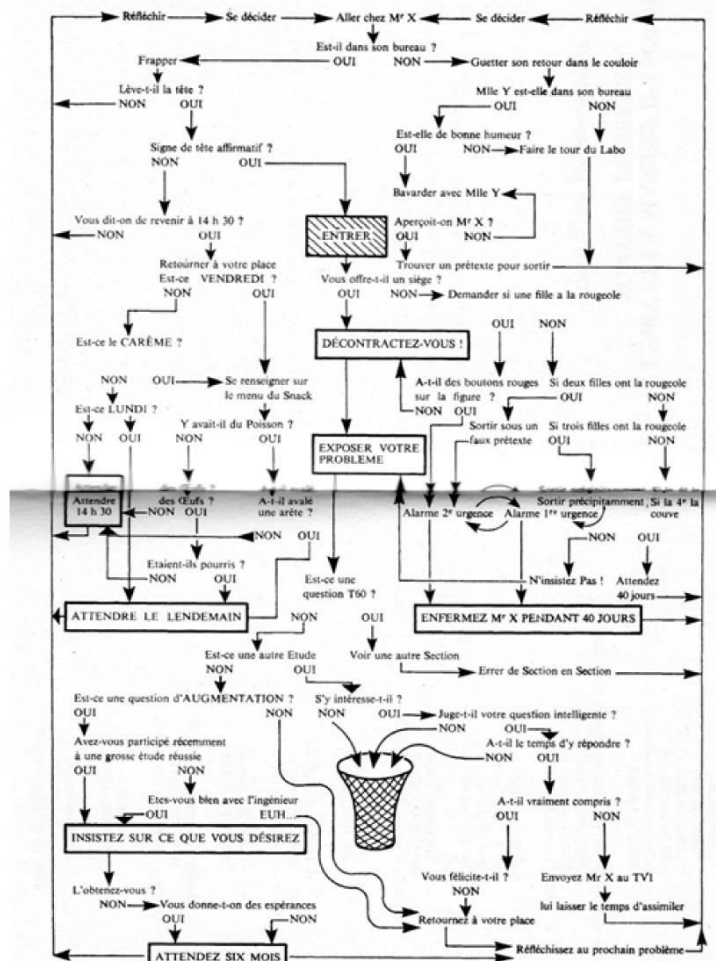 Réfléchir Se décider Aller chez Mr X Se décider Réfléchir
Est-il dans son bureau ?
Frapper OUI NON Guetter son retour dans le couloir
Lève-t-il la tête ? Mlle Y est-elle dans son bureau
NON OUI OUI NON
Est-elle de bonne humeur ?
Signe de tête affirmatif ? OUI NON Faire le tour du Labo
NON OUI
Bavarder avec Mlle Y
Vous dit-on de revenir à 14 h 30 ? Aperçoit-on Mr X ?
NON OUI ENTRER OUI NON
Retourner à votre place Trouver un prétexte pour sortir
Est-ce VENDREDI ? Vous offre-t-il un siège ?
NON OUI OUI NON Demander si une fille a la rougeole
OUI NON
Est-ce le CARÊME ? DÉCONTRACTEZ-VOUS !
NON OUI Se renseigner sur A-t-il des boutons rouges Si deux filles ont la rougeole
le menu du Snack sur la figure ? OUI NON
Est-ce LUNDI ? NON OUI
Y avait-il du Poisson ? Sortir sous un Si trois filles ont la rougeole
NON OUI NON OUI EXPOSER VOTRE faux prétexte OUI NON
PROBLEME
Attendre des Œufs ? A-t-il avalé Sortir précipitamment, Si la 4e la
14 h 30 NON OUI une arête ? Alarme 2e urgence Alarme 1re urgence couve
NON OUI NON OUI
Etaient-ils pourris ?
NON OUI Est-ce une N'insistez Pas ! Attendez
question T60? 40 jours
ATTENDRE LE LENDEMAIN NON OUI ENFERMEZ Mr X PENDANT 40 JOURS
Est-ce une autre Etude Voir une autre Section
NON OUI Errer de Section en Section
Est-ce une question d'AUGMENTATION ? S'y intéresse-t-il ?
OUI NON NON OUI Juge-t-il votre question intelligente ?
NON OUI
Avez-vous participé récemment A-t-il le temps d'y répondre ?
à une grosse étude réussie NON OUI
OUI NON
Etes-vous bien avec l'ingénieur A-t-il vraiment compris ?
OUI EUH... OUI NON
INSISTEZ SUR CE QUE VOUS DÉSIREZ
Vous félicite-t-il ? Envoyez Mr X au TVI
L'obtenez-vous ? NON
NON Vous donne-t-on des espérances lui laisser le temps d'assimiler
OUI NON Retournez à votre place
ATTENDEZ SIX MOIS Réfléchissez au prochain problème